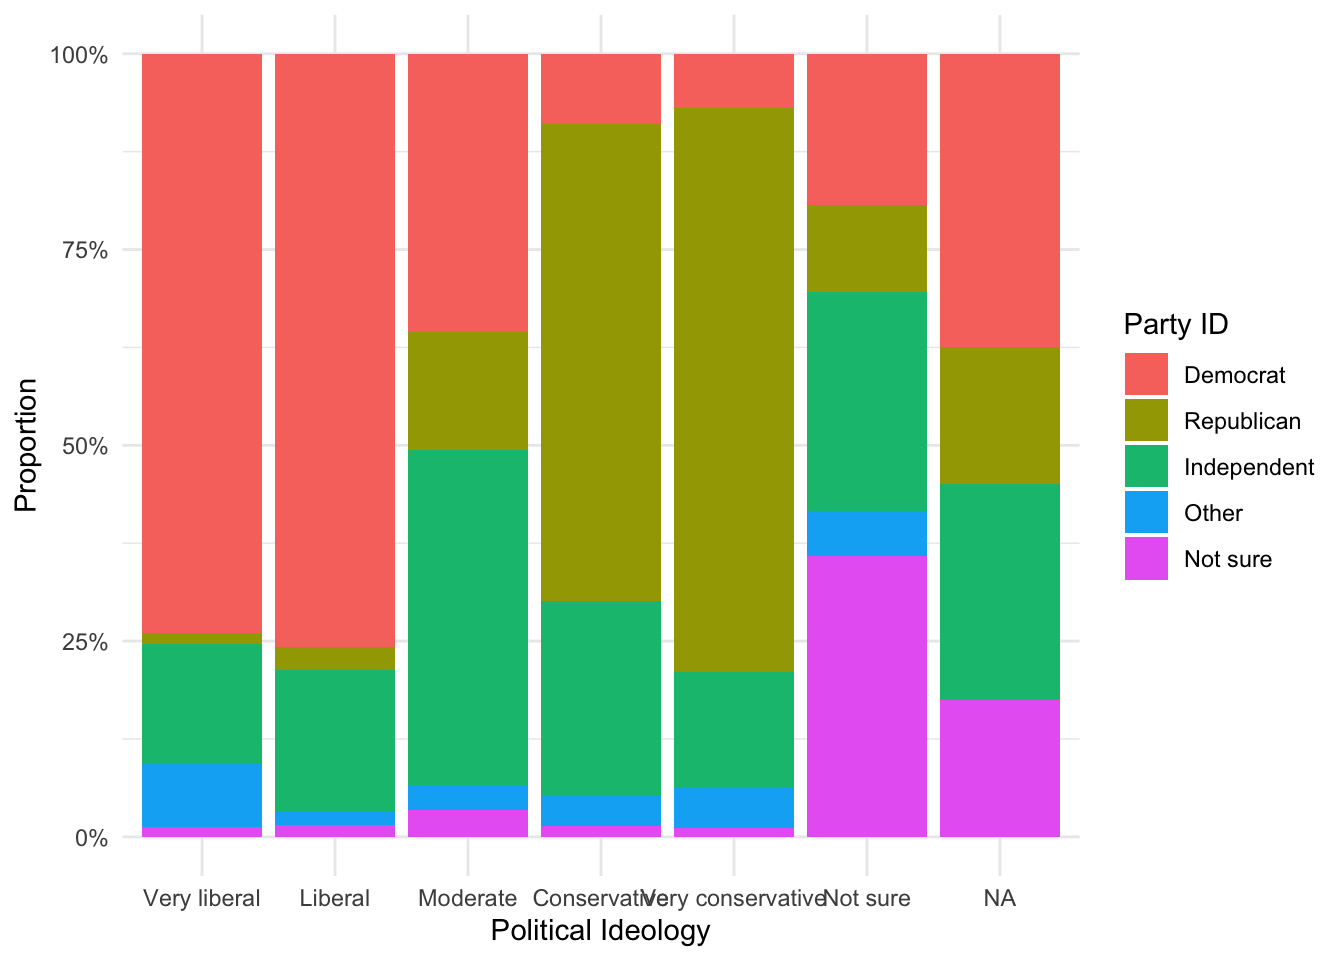 100%
75%
50%
25%
0%
Proportion
Very liberal
Liberal
Moderate
Conservative
Very conservative
Not sure
NA
Political Ideology
Party ID
Democrat
Republican
Independent
Other
Not sure